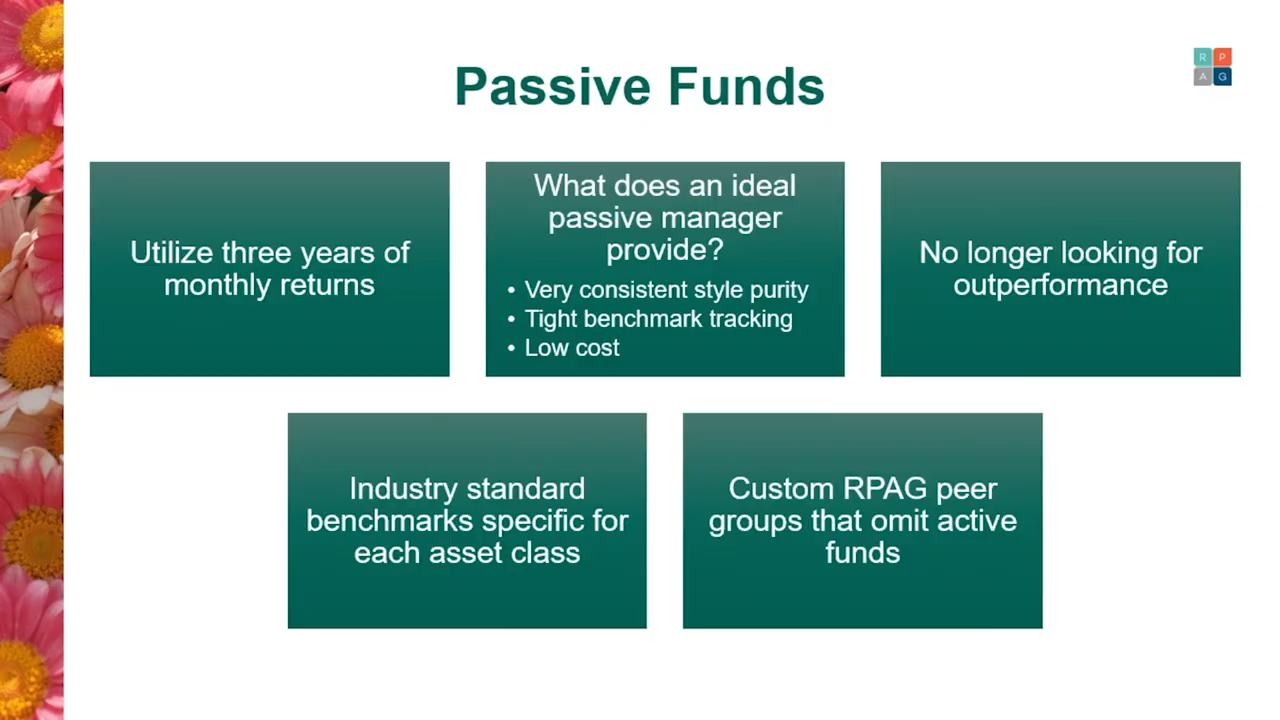 Passive Funds
R P
A G
Utilize three years of
monthly returns
What does an ideal
passive manager
provide?
• Very consistent style purity
• Tight benchmark tracking
• Low cost
No longer looking for
outperformance
Industry standard
benchmarks specific for
each asset class
Custom RPAG peer
groups that omit active
funds